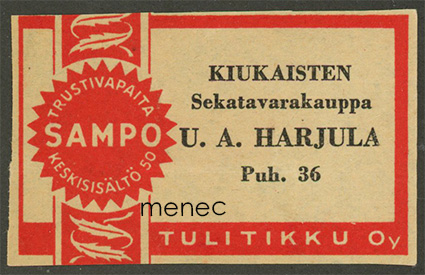 TRUSTIVAPAITA
SAMPO
KESKISISÄLTÖ 50
KIUKAISTEN
Sekatavarakauppa
U. A. HARJULA
Puh. 36
menec
TULITIKKU Oy